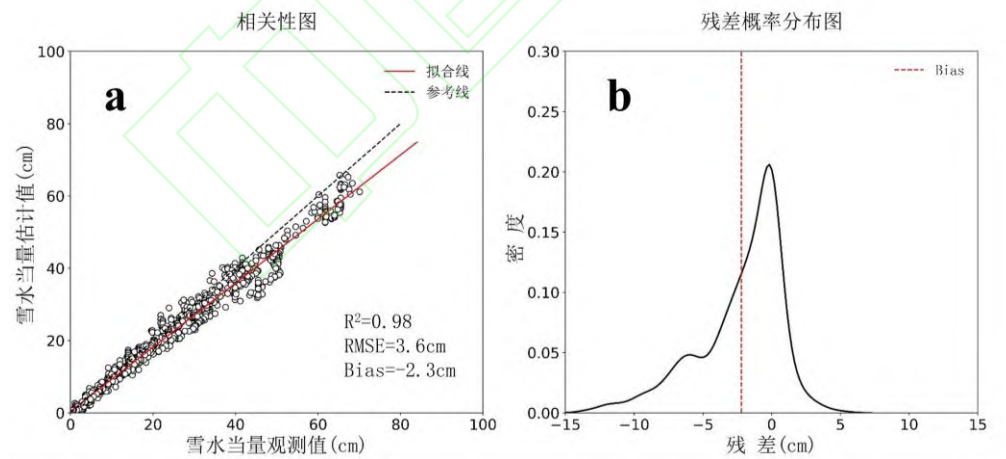 相关性图
100
80
60
40
20
0
0
20
40
60
80
100
雪水当量估计值(cm)
雪水当量观测值(cm)
a
拟合线
参考线
R²=0.98
RMSE=3.6cm
Bias=-2.3cm
残差概率分布图
0.30
0.25
0.20
0.15
0.10
0.05
0.00
−15
−10
−5
0
5
10
15
密 度
残 差(cm)
b
Bias